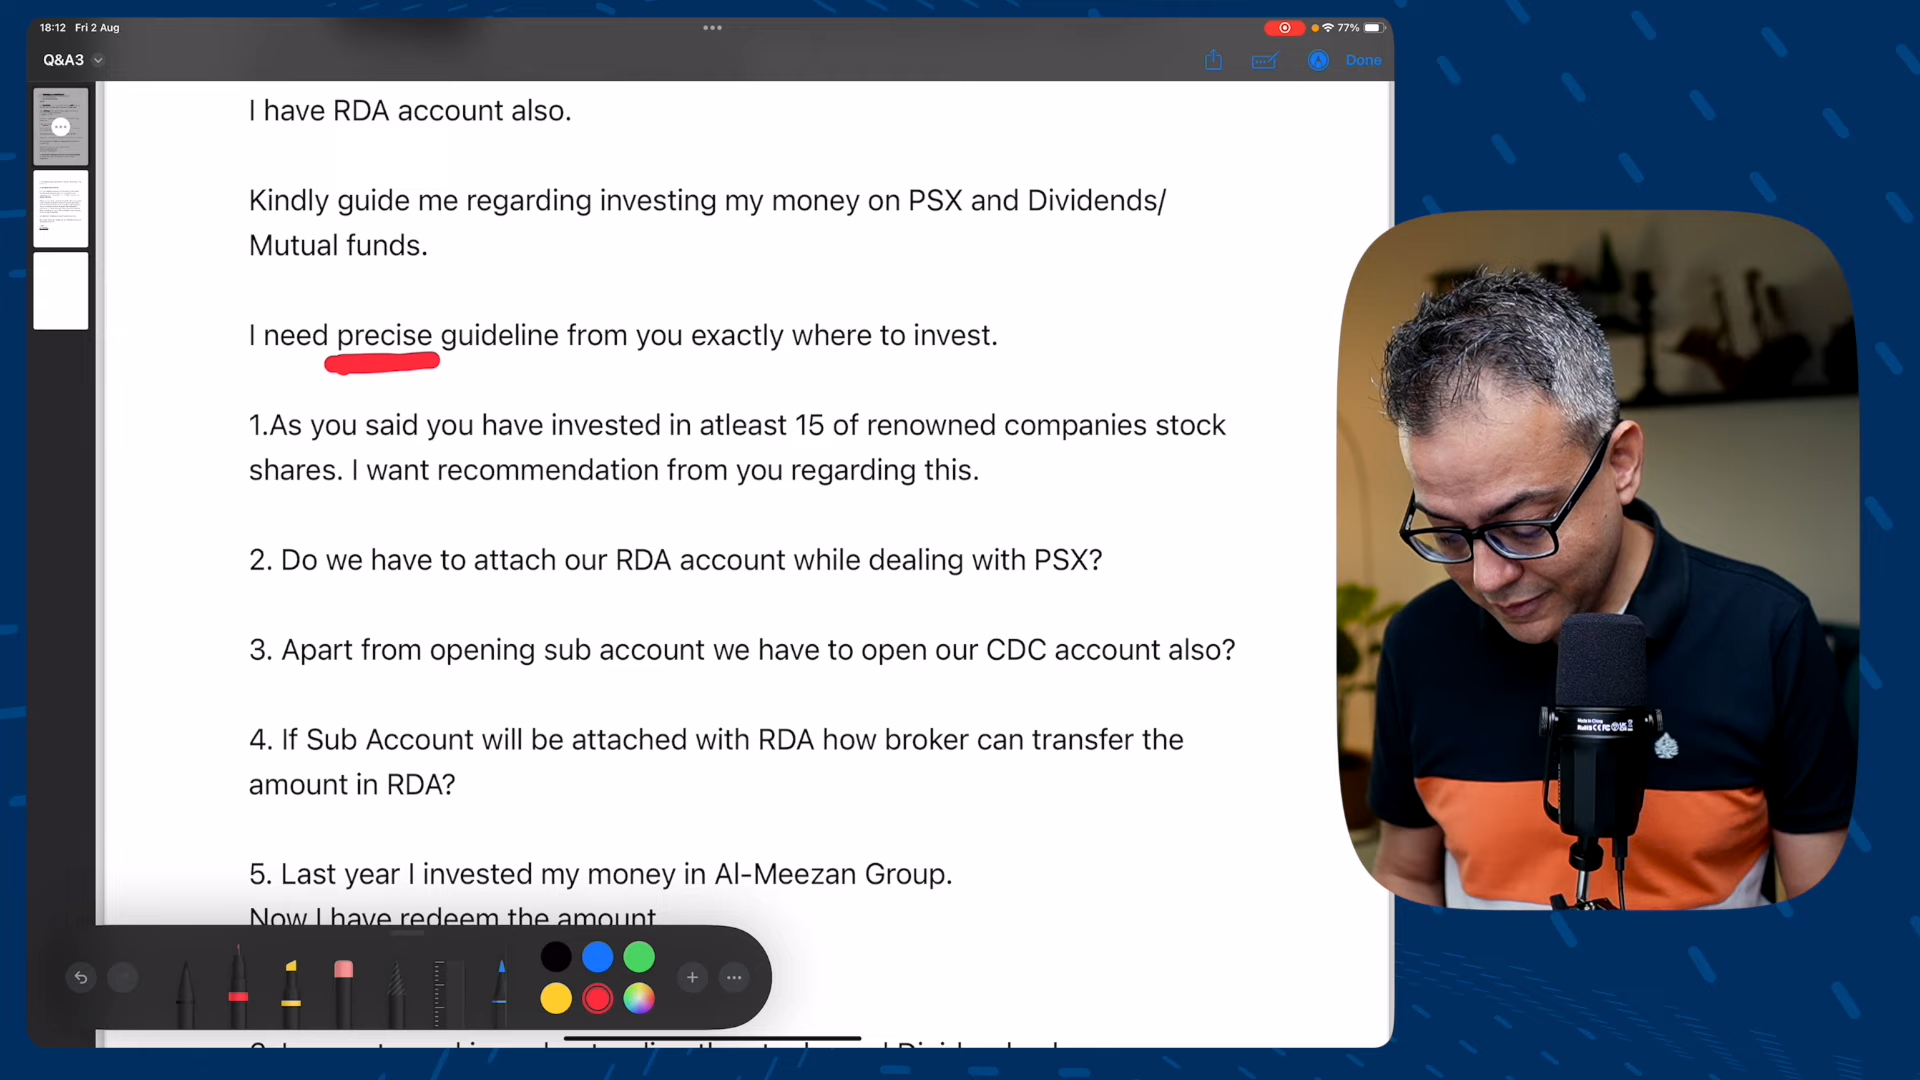 18:12 Fri 2 Aug
77%
Q&A3
Done
I have RDA account also.
Kindly guide me regarding investing my money on PSX and Dividends/
Mutual funds.
I need precise guideline from you exactly where to invest.
1.As you said you have invested in atleast 15 of renowned companies stock
shares. I want recommendation from you regarding this.
2. Do we have to attach our RDA account while dealing with PSX?
3. Apart from opening sub account we have to open our CDC account also?
4. If Sub Account will be attached with RDA how broker can transfer the
amount in RDA?
5. Last year I invested my money in Al-Meezan Group.
Now I have redeem the amount